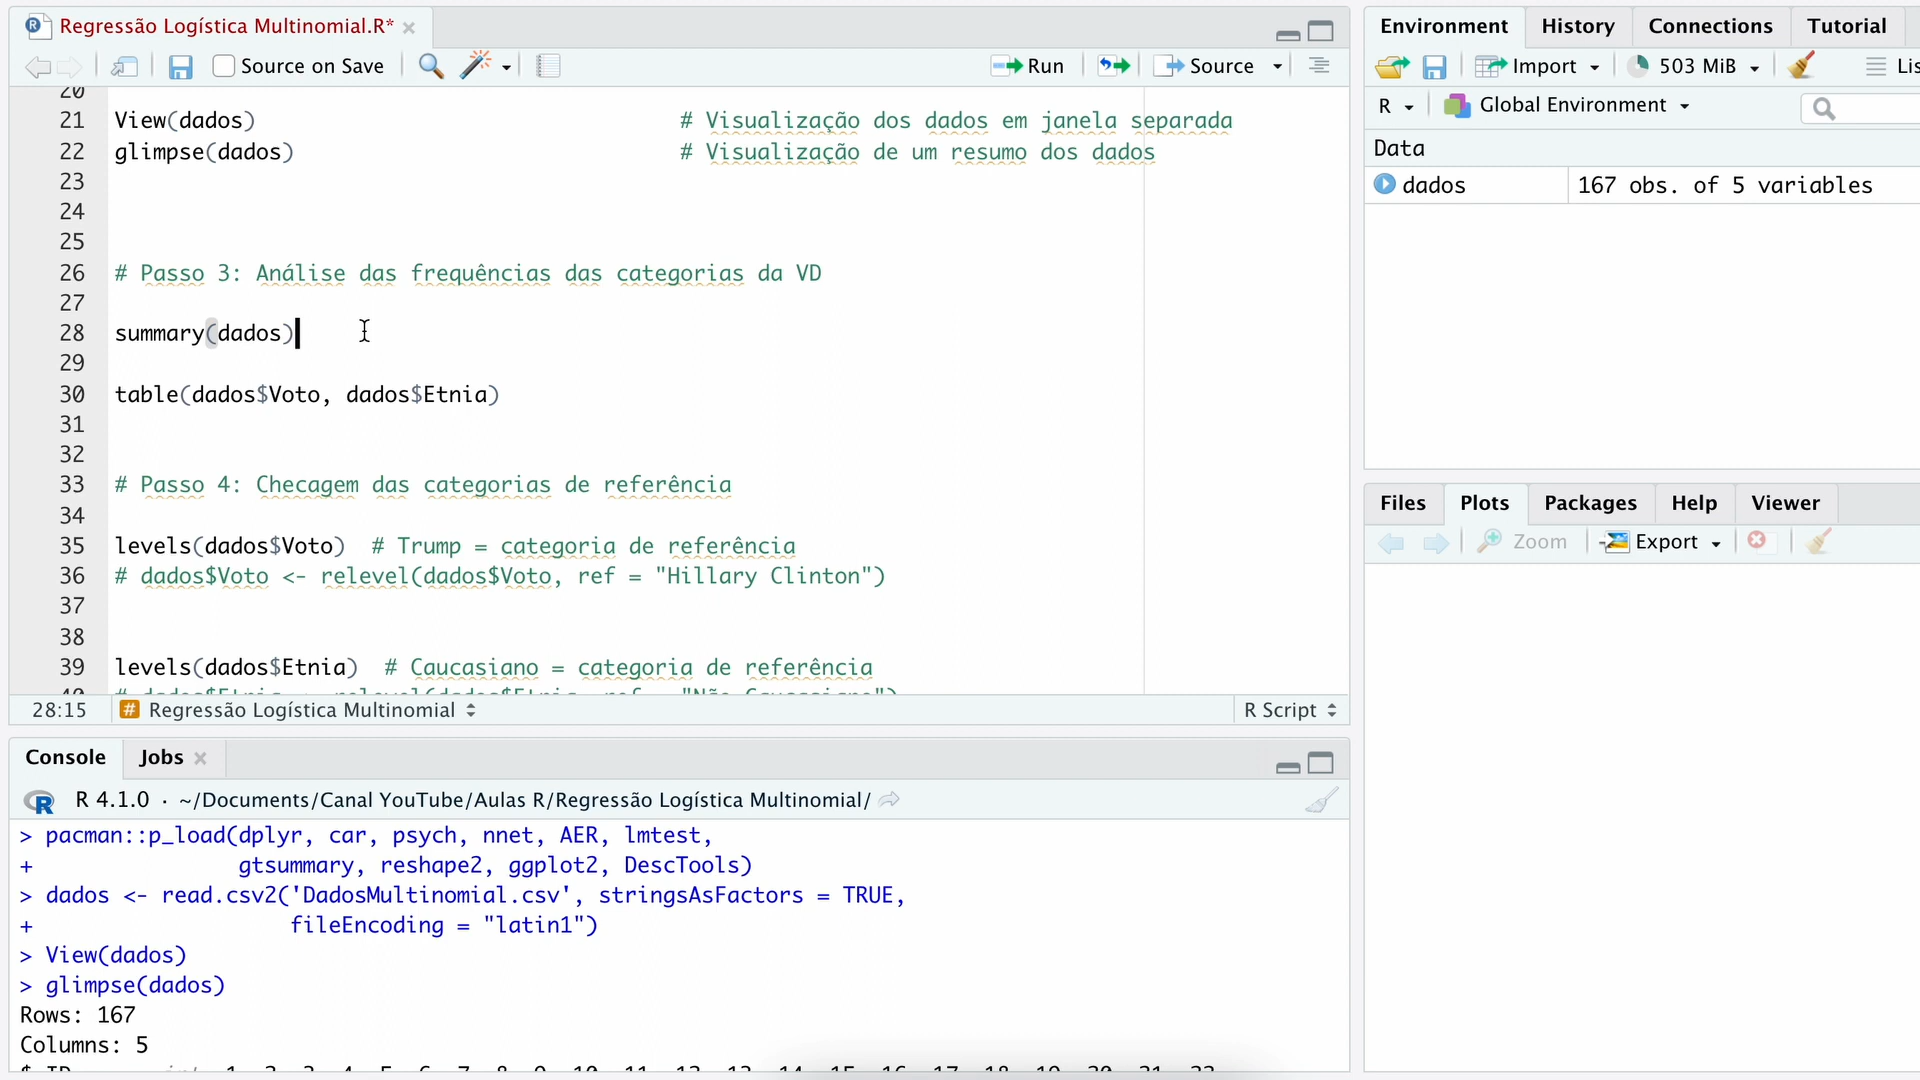 Regressão Logística Multinomial.R*
Source on Save
Run
Source
20
21 View(dados) # Visualização dos dados em janela separada
22 glimpse(dados) # Visualização de um resumo dos dados
23
24
25
26 # Passo 3: Análise das frequências das categorias da VD
27
28 summary(dados)
29
30 table(dados$Voto, dados$Etnia)
31
32
33 # Passo 4: Checagem das categorias de referência
34
35 levels(dados$Voto) # Trump = categoria de referência
36 # dados$Voto <- relevel(dados$Voto, ref = "Hillary Clinton")
37
38
39 levels(dados$Etnia) # Caucasiano = categoria de referência
28:15 # Regressão Logística Multinomial R Script
Console Jobs
R 4.1.0 · ~/Documents/Canal YouTube/Aulas R/Regressão Logística Multinomial/
> pacman::p_load(dplyr, car, psych, nnet, AER, lmtest,
+ gtsummary, reshape2, ggplot2, DescTools)
> dados <- read.csv2('DadosMultinomial.csv', stringsAsFactors = TRUE,
+ fileEncoding = "latin1")
> View(dados)
> glimpse(dados)
Rows: 167
Columns: 5
Environment History Connections Tutorial
Import 503 MiB Lis
R Global Environment
Data
dados 167 obs. of 5 variables
Files Plots Packages Help Viewer
Zoom Export